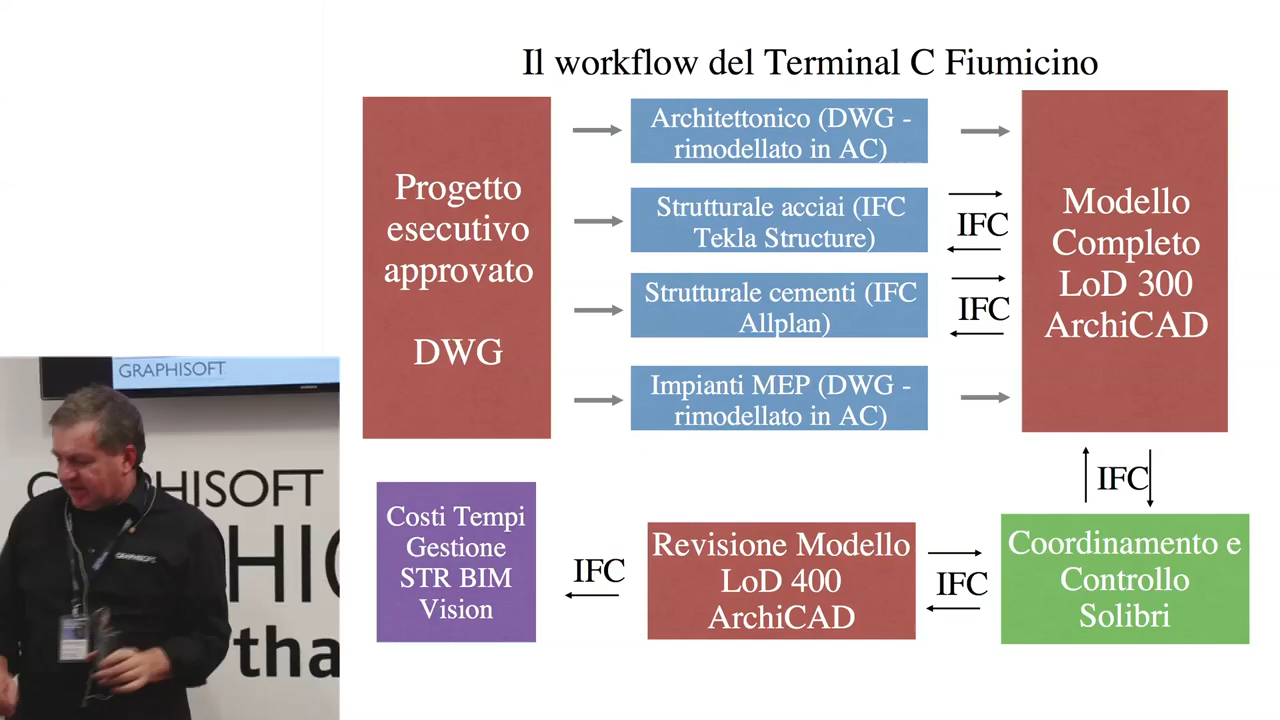 Il workflow del Terminal C Fiumicino
Progetto
esecutivo
approvato
DWG
Architettonico (DWG -
rimodellato in AC)
Strutturale acciai (IFC
Tekla Structure)
Strutturale cementi (IFC
Allplan)
Impianti MEP (DWG -
rimodellato in AC)
IFC
IFC
Modello
Completo
LoD 300
ArchiCAD
IFC
Coordinamento e
Controllo
Solibri
IFC
Revisione Modello
LoD 400
ArchiCAD
IFC
Costi Tempi
Gestione
STR BIM
Vision
GRAPHISOFT
GRAPHISOFT
GRAPHISOFT